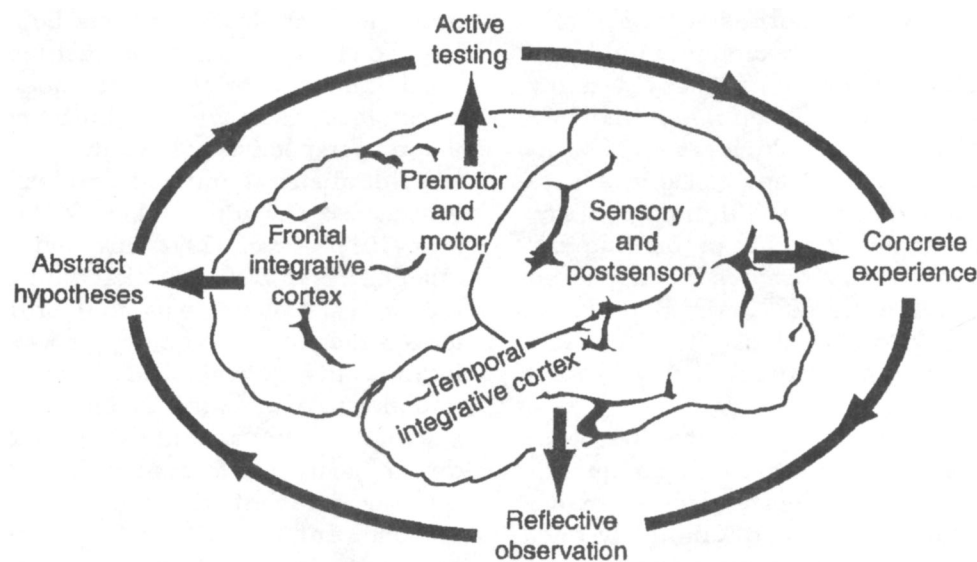 Active
testing
Premotor
and
motor
Sensory
and
postsensory
Frontal
integrative
cortex
Abstract
hypotheses
Concrete
experience
Temporal
integrative cortex
Reflective
observation